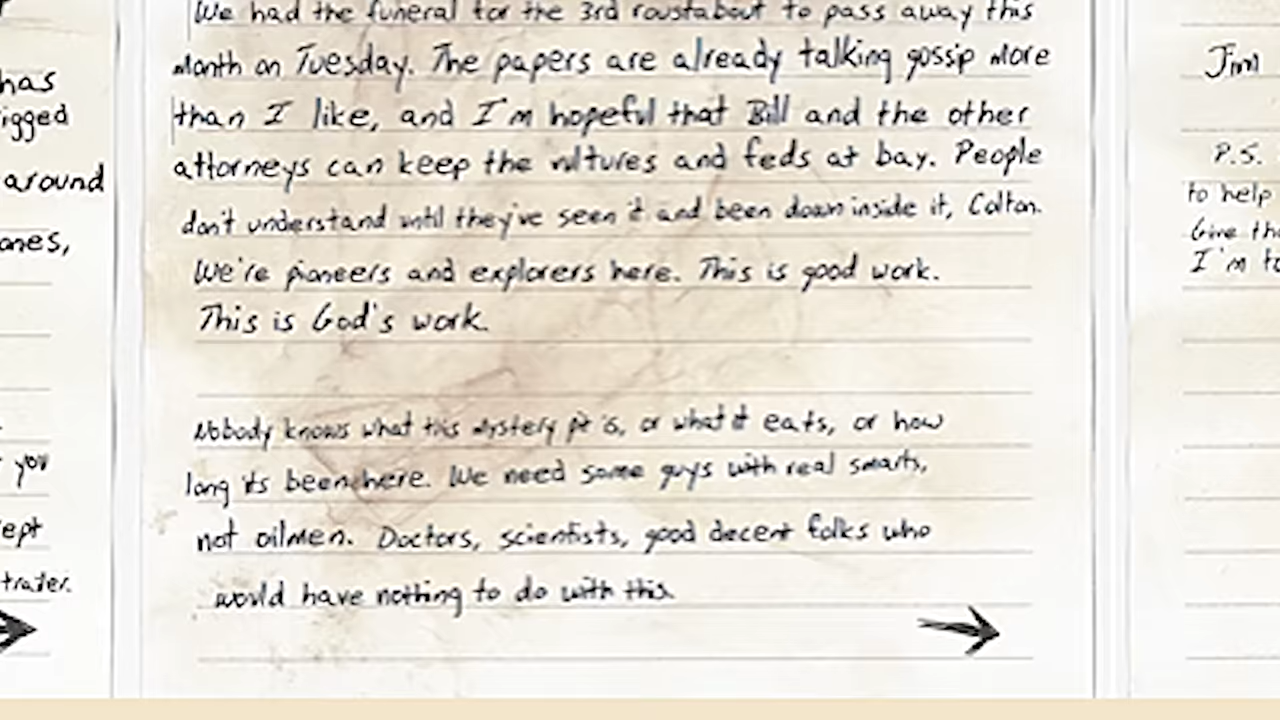 has
igged
around
ones,
you
ept
trailer.
We had the funeral for the 3rd roustabout to pass away this
Month on Tuesday. The papers are already talking gossip more
than I like, and I'm hopeful that Bill and the other
attorneys can keep the vultures and feds at bay. People
don't understand until they've seen it and been down inside it, Colton.
We're pioneers and explorers here. This is good work.
This is God's work.
Nobody knows what this mystery pit is, or what it eats, or how
long its been here. We need some guys with real smarts,
not oilmen. Doctors, scientists, good decent folks who
would have nothing to do with this.
Jim
P.S.
to help
Give
I'm to